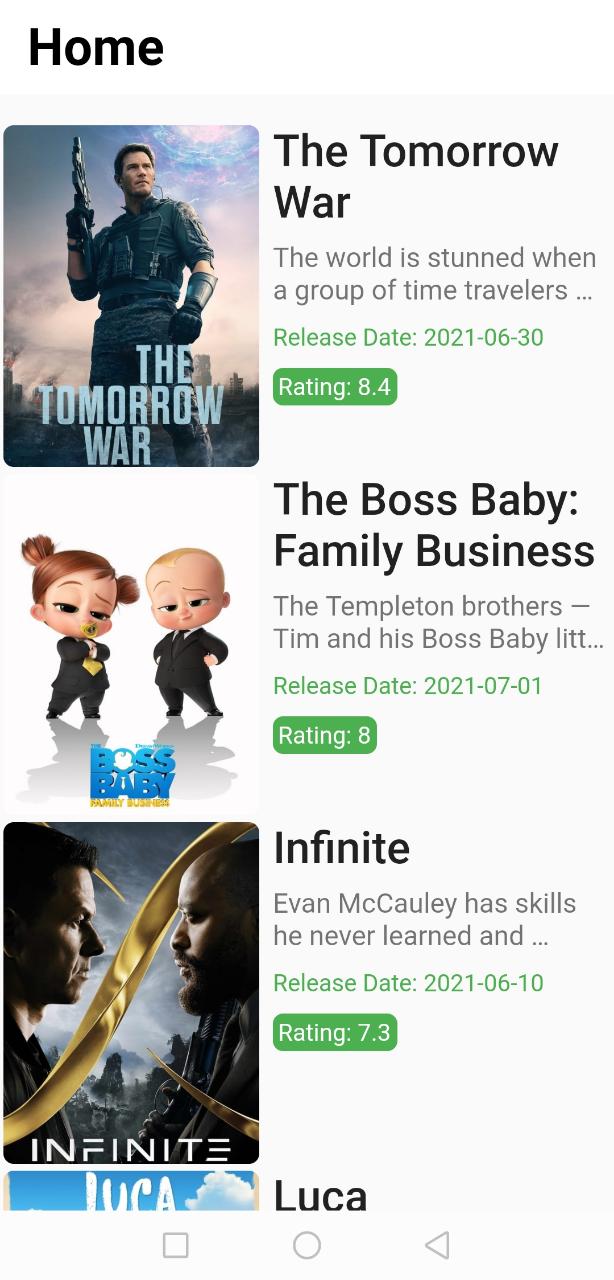 Home
THE
TOMORROW
WAR
The Tomorrow
War
The world is stunned when
a group of time travelers ...
Release Date: 2021-06-30
Rating: 8.4
THE
DREAMWORKS
BOSS
BABY
FAMILY BUSINESS
The Boss Baby:
Family Business
The Templeton brothers —
Tim and his Boss Baby litt...
Release Date: 2021-07-01
Rating: 8
INFINITE
Infinite
Evan McCauley has skills
he never learned and ...
Release Date: 2021-06-10
Rating: 7.3
LUCA
Luca